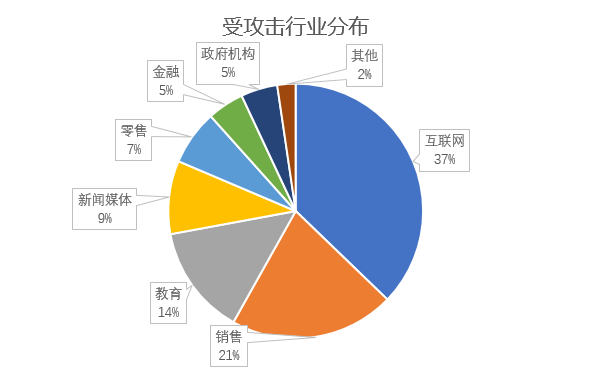 受攻击行业分布
互联网
37%
销售
21%
教育
14%
新闻媒体
9%
零售
7%
金融
5%
政府机构
5%
其他
2%